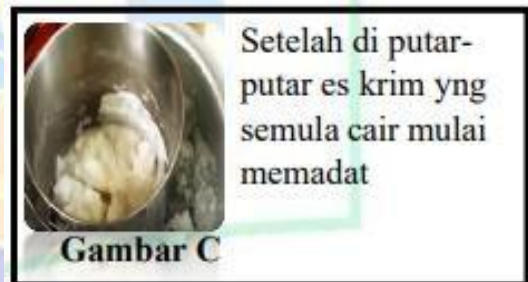 Setelah di putar-
putar es krim yng
semula cair mulai
memadat
Gambar C